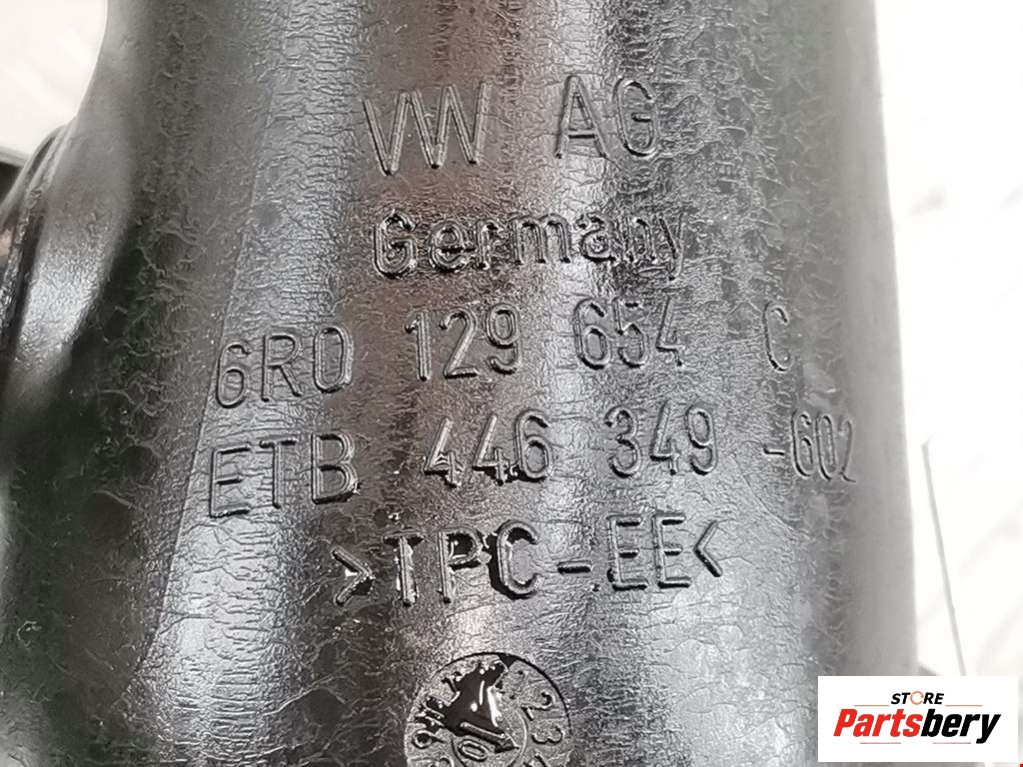 VW AG
Germany
6R0 129 654 C
ETB 446 349 -602
>TPC-EE<
STORE
Partsbery